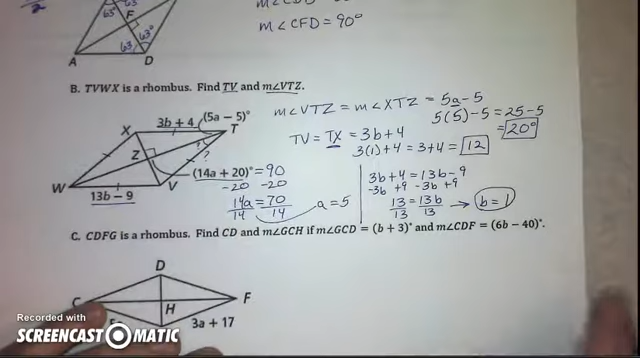 2
63° 63°
F
63 63°
A D
m∠CFD = 90°
B. TVWX is a rhombus. Find TV and m∠VTZ.
3b + 4 (5a − 5)°
X T
Z ?
W V
13b − 9
(14a + 20)° = 90
−20 −20
14a = 70
14 14
a = 5
m∠VTZ = m∠XTZ = 5a − 5
5(5) − 5 = 25 − 5
= 20°
TV = TX = 3b + 4
3(1) + 4 = 3 + 4 = 12
3b + 4 = 13b − 9
−3b + 9 −3b + 9
13 = 13b → b = 1
13 13
C. CDFG is a rhombus. Find CD and m∠GCH if m∠GCD = (b + 3)° and m∠CDF = (6b − 40)°.
D
C H F
3a + 17
Recorded with
SCREENCAST O MATIC